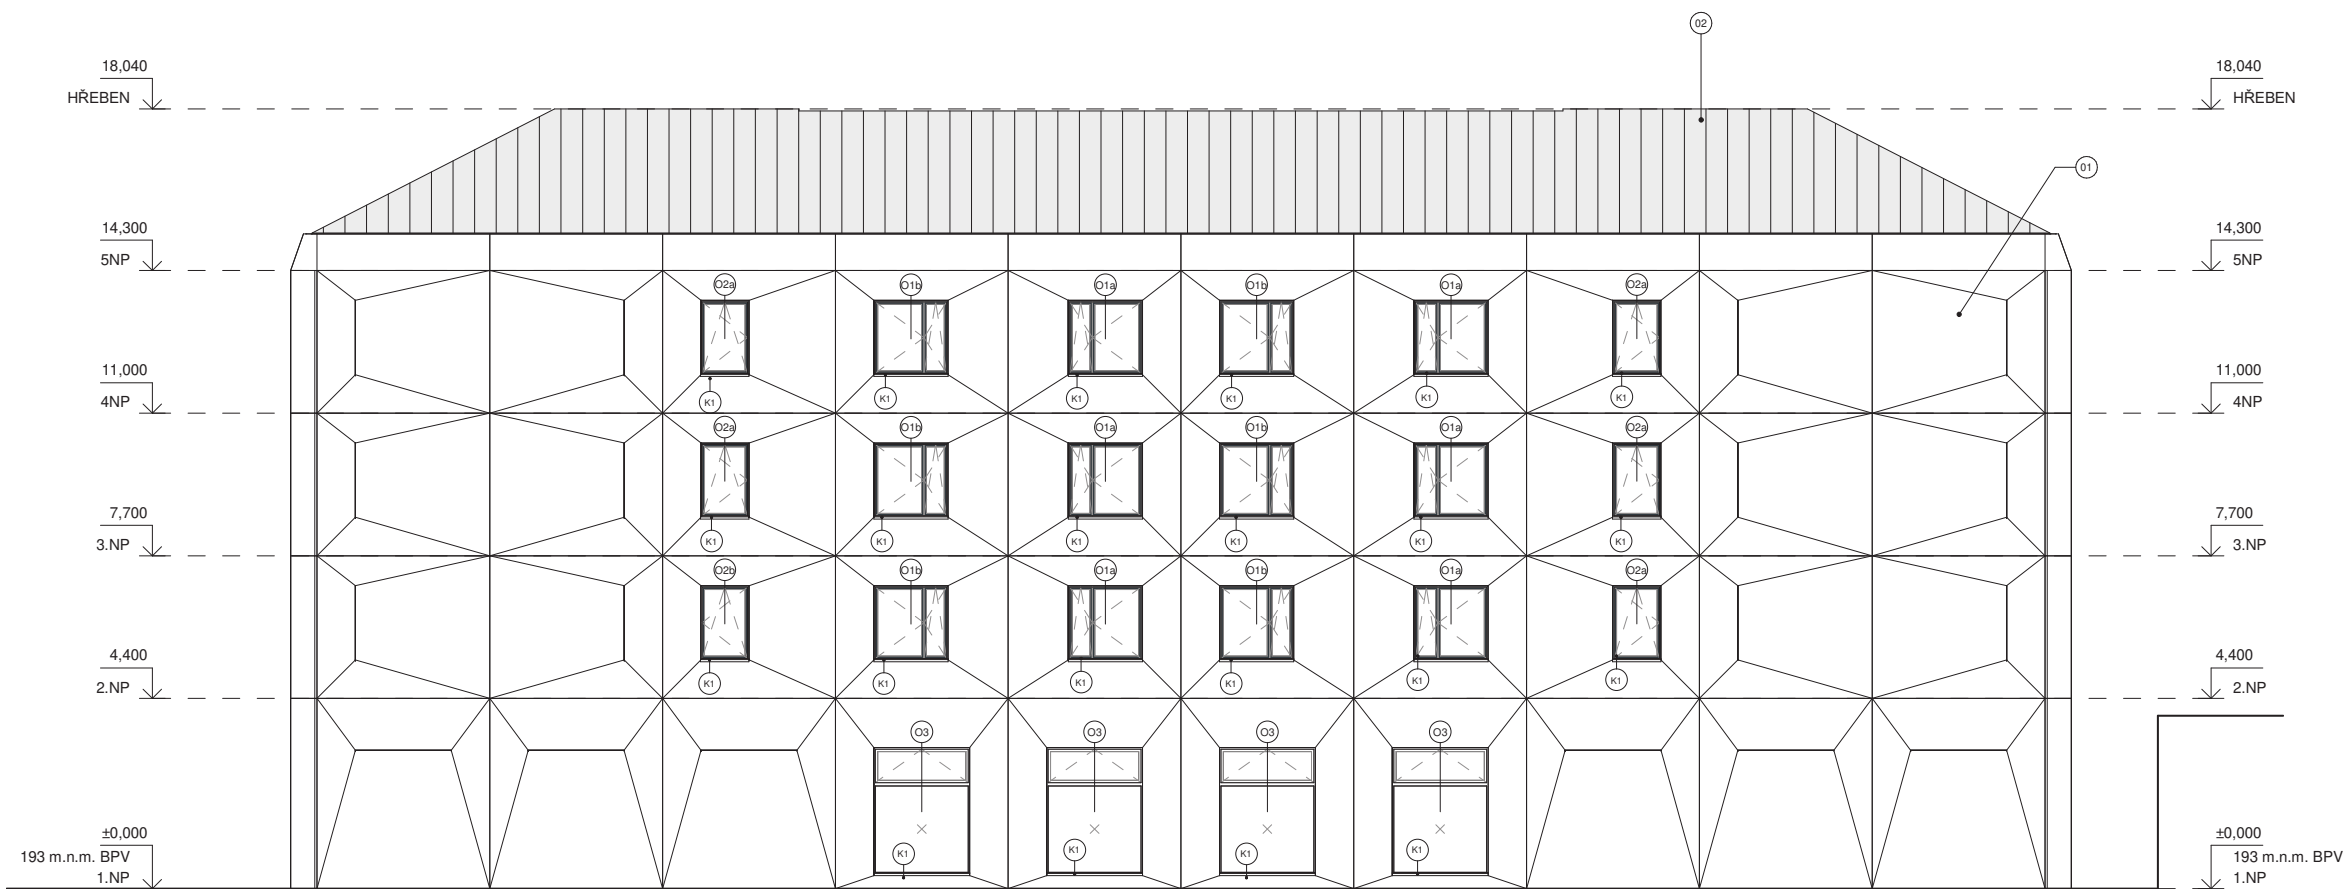 02
18,040
HŘEBEN
18,040
HŘEBEN
01
14,300
5NP
14,300
5NP
O2a
O1b
O1a
O1b
O1a
O2a
11,000
4NP
11,000
4NP
K1
K1
K1
K1
K1
K1
O2a
O1b
O1a
O1b
O1a
O2a
7,700
3.NP
7,700
3.NP
K1
K1
K1
K1
K1
K1
O2b
O1b
O1a
O1b
O1a
O2a
4,400
2.NP
4,400
2.NP
K1
K1
K1
K1
K1
K1
O3
O3
O3
O3
±0,000
193 m.n.m. BPV
1.NP
±0,000
193 m.n.m. BPV
1.NP
K1
K1
K1
K1